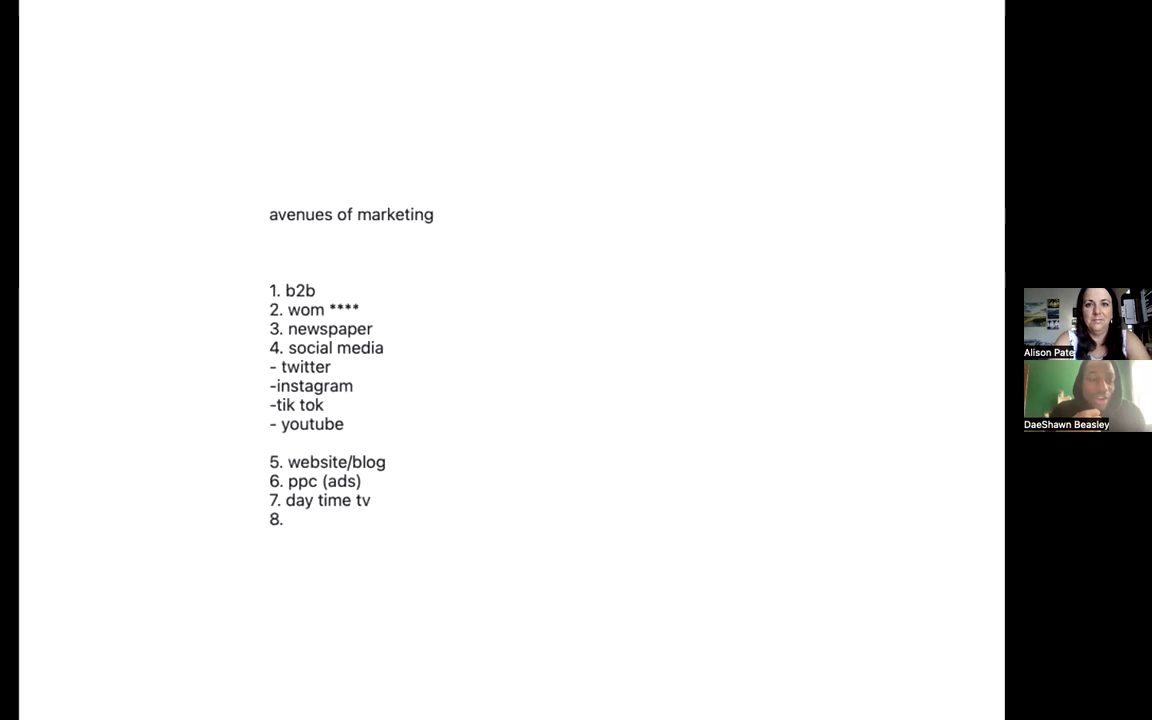 avenues of marketing
1. b2b
2. wom ****
3. newspaper
4. social media
- twitter
-instagram
-tik tok
- youtube
5. website/blog
6. ppc (ads)
7. day time tv
8.
Alison Pate
DaeShawn Beasley